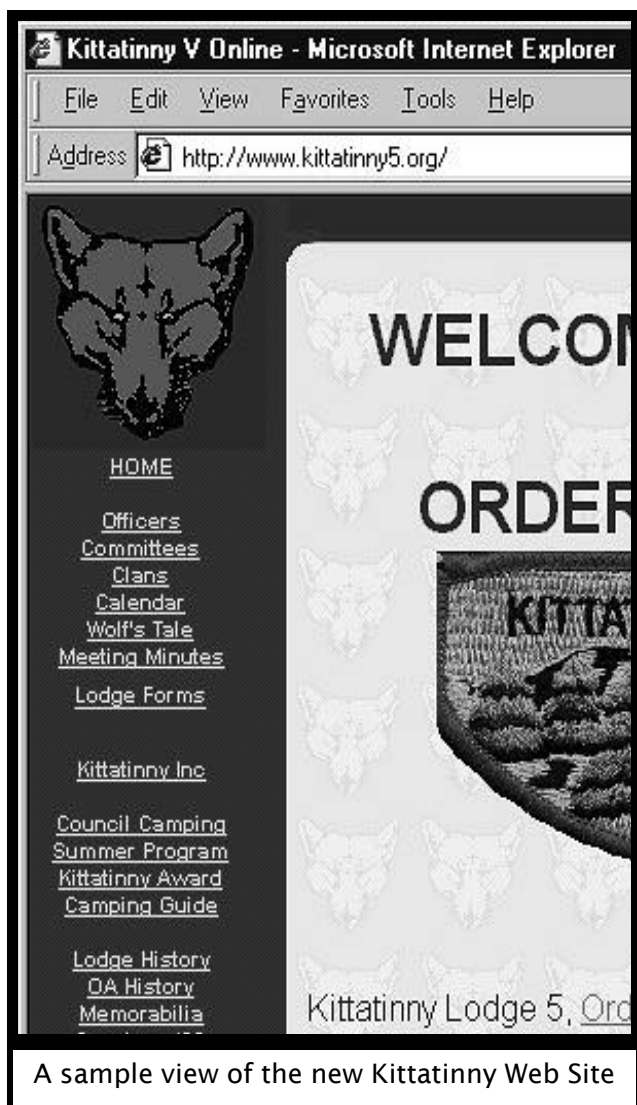 Kittatinny V Online - Microsoft Internet Explorer
File Edit View Favorites Tools Help
Address http://www.kittatinny5.org/
HOME
Officers
Committees
Clans
Calendar
Wolf's Tale
Meeting Minutes
Lodge Forms
Kittatinny Inc
Council Camping
Summer Program
Kittatinny Award
Camping Guide
Lodge History
OA History
Memorabilia
WELCOM
ORDER
KITTAT
Kittatinny Lodge 5, Ord
A sample view of the new Kittatinny Web Site